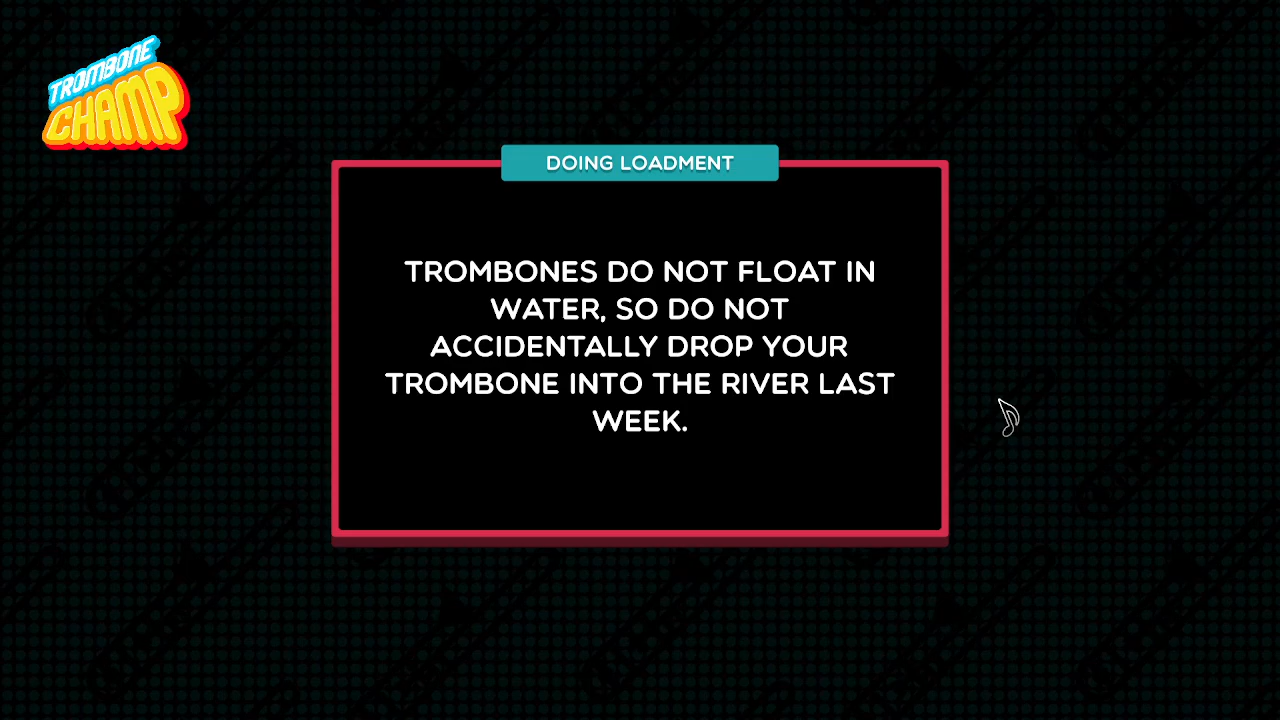 TROMBONE
CHAMP
DOING LOADMENT
TROMBONES DO NOT FLOAT IN
WATER, SO DO NOT
ACCIDENTALLY DROP YOUR
TROMBONE INTO THE RIVER LAST
WEEK.